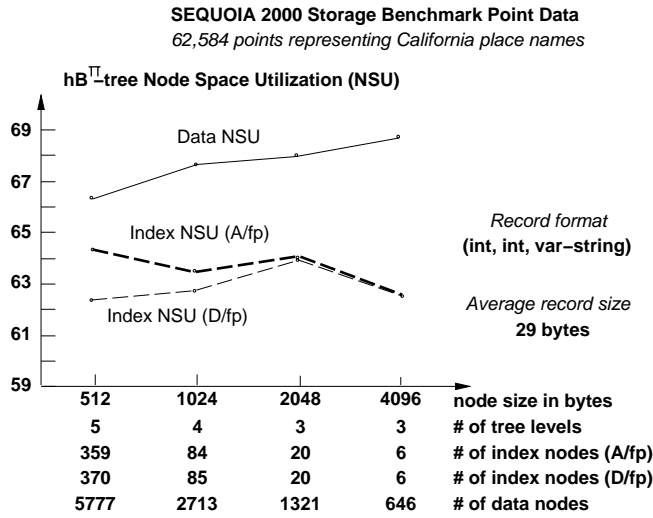 SEQUOIA 2000 Storage Benchmark Point Data
62,584 points representing California place names
hBΠ−tree Node Space Utilization (NSU)
69
67
65
63
61
59
Data NSU
Index NSU (A/fp)
Index NSU (D/fp)
Record format
(int, int, var−string)
Average record size
29 bytes
512 1024 2048 4096 node size in bytes
5 4 3 3 # of tree levels
359 84 20 6 # of index nodes (A/fp)
370 85 20 6 # of index nodes (D/fp)
5777 2713 1321 646 # of data nodes